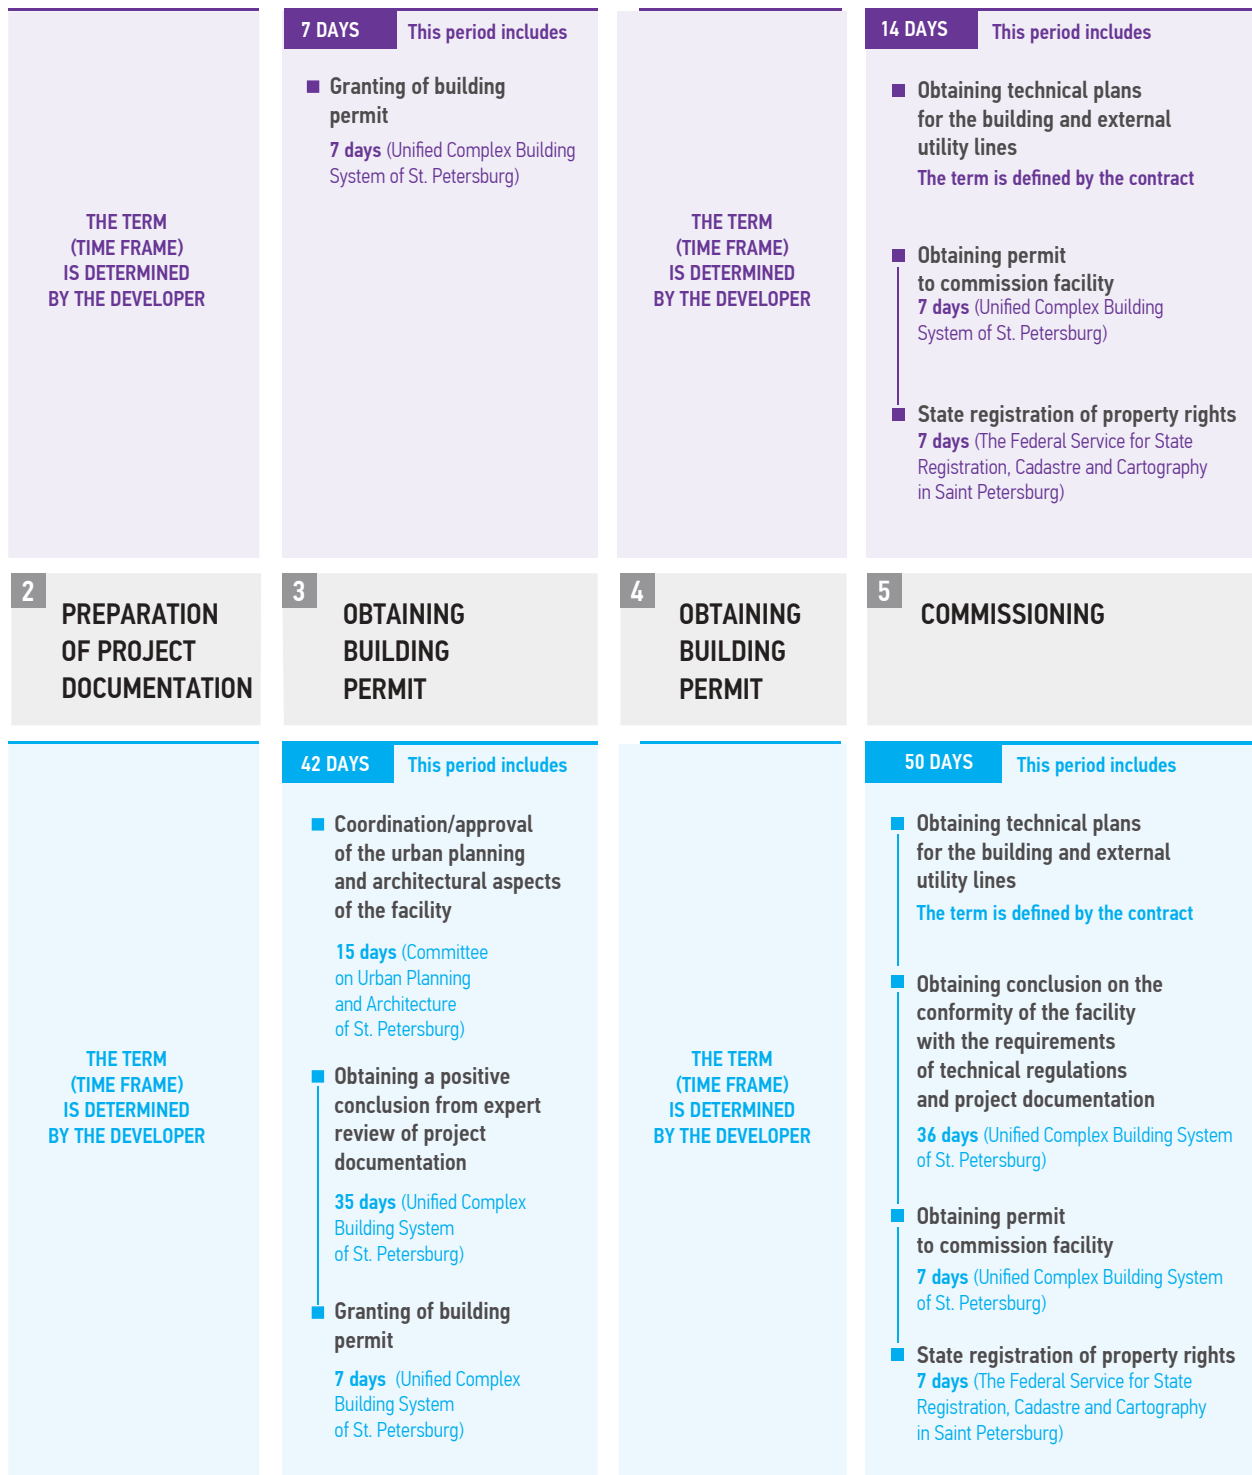 THE TERM
(TIME FRAME)
IS DETERMINED
BY THE DEVELOPER
7 DAYS
This period includes
Granting of building
permit
7 days (Unified Complex Building
System of St. Petersburg)
THE TERM
(TIME FRAME)
IS DETERMINED
BY THE DEVELOPER
14 DAYS
This period includes
Obtaining technical plans
for the building and external
utility lines
The term is defined by the contract
Obtaining permit
to commission facility
7 days (Unified Complex Building
System of St. Petersburg)
State registration of property rights
7 days (The Federal Service for State
Registration, Cadastre and Cartography
in Saint Petersburg)
2
PREPARATION
OF PROJECT
DOCUMENTATION
3
OBTAINING
BUILDING
PERMIT
4
OBTAINING
BUILDING
PERMIT
5
COMMISSIONING
THE TERM
(TIME FRAME)
IS DETERMINED
BY THE DEVELOPER
42 DAYS
This period includes
Coordination/approval
of the urban planning
and architectural aspects
of the facility
15 days (Committee
on Urban Planning
and Architecture
of St. Petersburg)
Obtaining a positive
conclusion from expert
review of project
documentation
35 days (Unified Complex
Building System
of St. Petersburg)
Granting of building
permit
7 days (Unified Complex
Building System
of St. Petersburg)
THE TERM
(TIME FRAME)
IS DETERMINED
BY THE DEVELOPER
50 DAYS
This period includes
Obtaining technical plans
for the building and external
utility lines
The term is defined by the contract
Obtaining conclusion on the
conformity of the facility
with the requirements
of technical regulations
and project documentation
36 days (Unified Complex Building System
of St. Petersburg)
Obtaining permit
to commission facility
7 days (Unified Complex Building System
of St. Petersburg)
State registration of property rights
7 days (The Federal Service for State
Registration, Cadastre and Cartography
in Saint Petersburg)